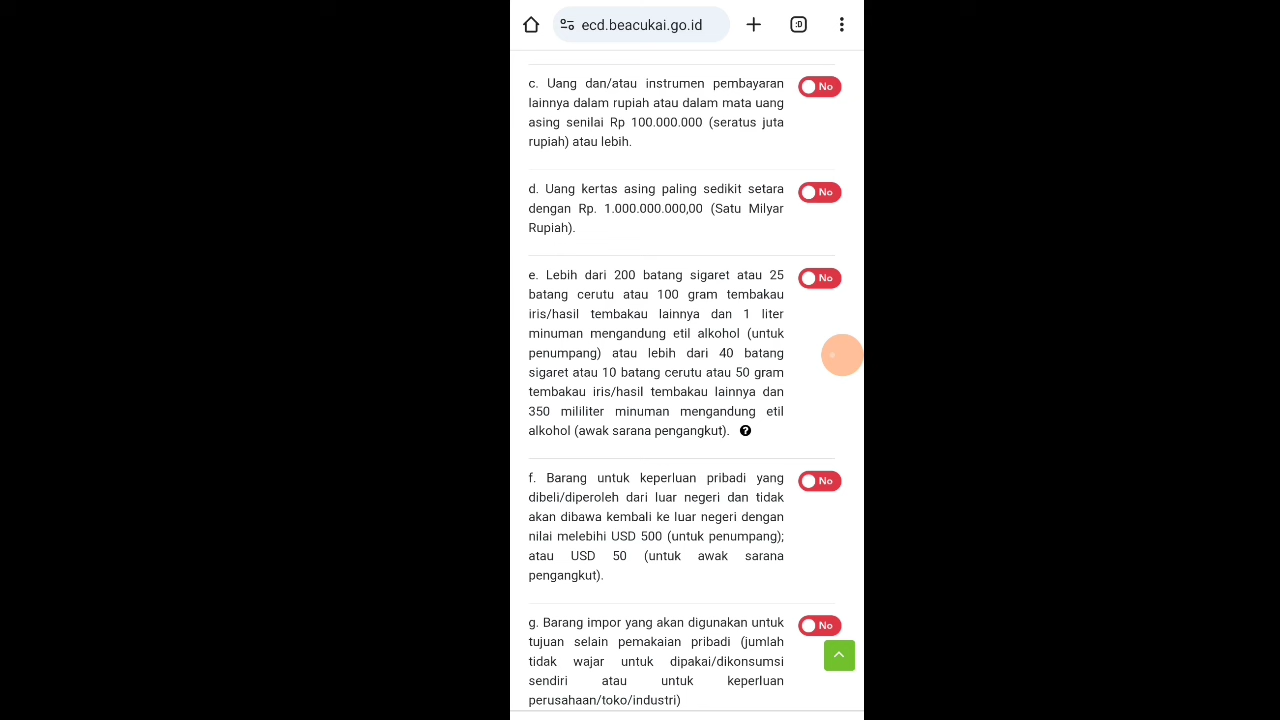 ecd.beacukai.go.id
:D
c. Uang dan/atau instrumen pembayaran
lainnya dalam rupiah atau dalam mata uang
asing senilai Rp 100.000.000 (seratus juta
rupiah) atau lebih.
No
d. Uang kertas asing paling sedikit setara
dengan Rp. 1.000.000.000,00 (Satu Milyar
Rupiah).
No
e. Lebih dari 200 batang sigaret atau 25
batang cerutu atau 100 gram tembakau
iris/hasil tembakau lainnya dan 1 liter
minuman mengandung etil alkohol (untuk
penumpang) atau lebih dari 40 batang
sigaret atau 10 batang cerutu atau 50 gram
tembakau iris/hasil tembakau lainnya dan
350 mililiter minuman mengandung etil
alkohol (awak sarana pengangkut). ?
No
f. Barang untuk keperluan pribadi yang
dibeli/diperoleh dari luar negeri dan tidak
akan dibawa kembali ke luar negeri dengan
nilai melebihi USD 500 (untuk penumpang);
atau USD 50 (untuk awak sarana
pengangkut).
No
g. Barang impor yang akan digunakan untuk
tujuan selain pemakaian pribadi (jumlah
tidak wajar untuk dipakai/dikonsumsi
sendiri atau untuk keperluan
perusahaan/toko/industri)
No